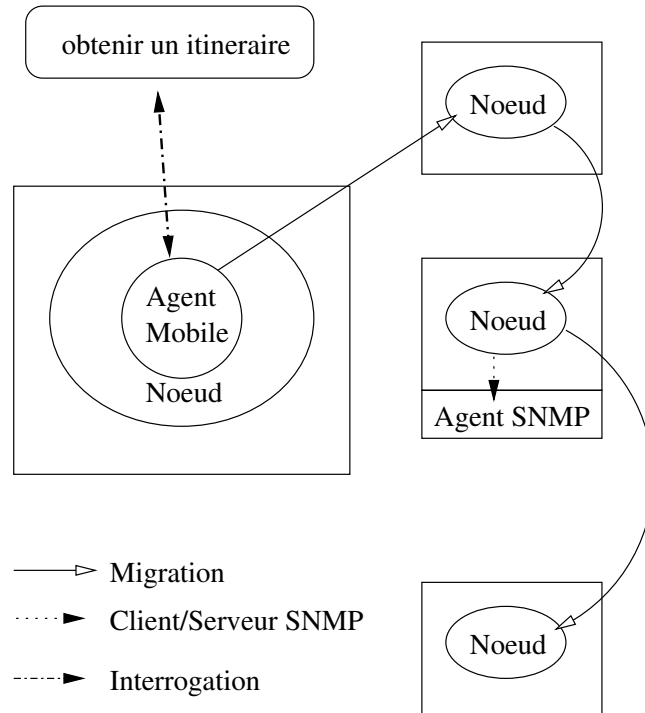 obtenir un itineraire
Noeud
Agent
Mobile
Noeud
Noeud
Agent SNMP
Migration
Client/Serveur SNMP
Interrogation
Noeud